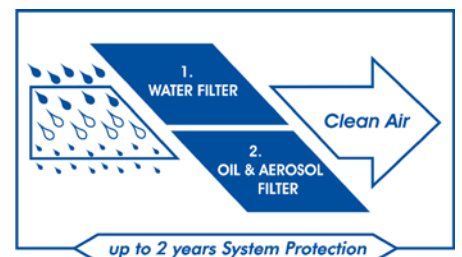 1.
WATER FILTER
2.
OIL & AEROSOL
FILTER
Clean Air
up to 2 years System Protection